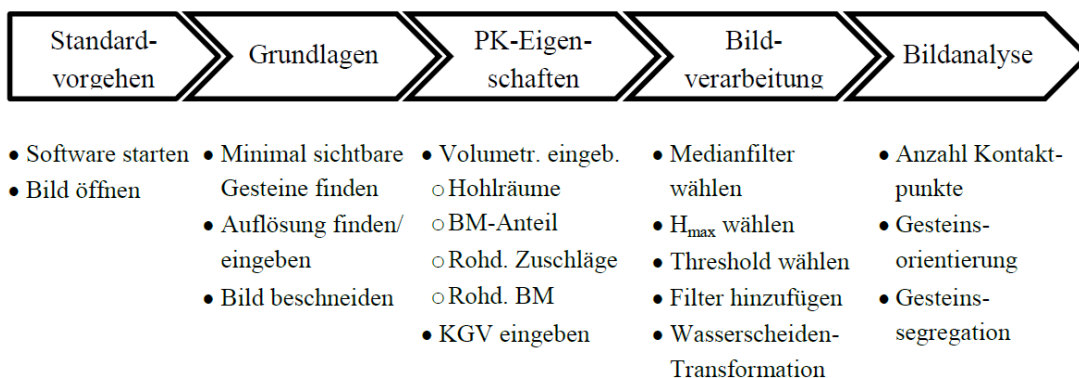 Standard-
vorgehen
Grundlagen
PK-Eigen-
schaften
Bild-
verarbeitung
Bildanalyse
● Software starten
● Bild öffnen
● Minimal sichtbare
Gesteine finden
● Auflösung finden/
eingeben
● Bild beschneiden
● Volumetr. eingeb.
○ Hohlräume
○ BM-Anteil
○ Rohd. Zuschläge
○ Rohd. BM
● KGV eingeben
● Medianfilter
wählen
● Hmax wählen
● Threshold wählen
● Filter hinzufügen
● Wasserscheiden-
Transformation
● Anzahl Kontakt-
punkte
● Gesteins-
orientierung
● Gesteins-
segregation